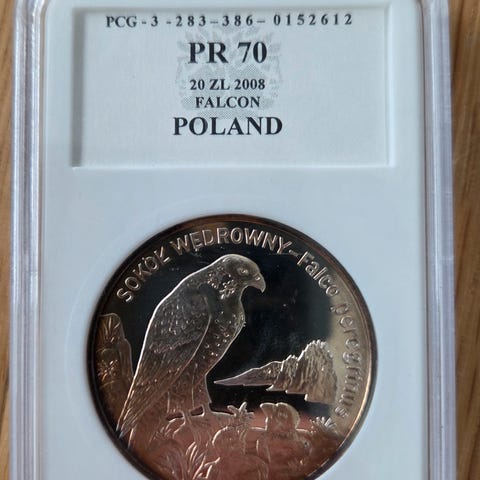 PCG - 3 - 283 - 386 - 0152612
PR 70
20 ZL 2008
FALCON
POLAND
SOKÓŁ WĘDROWNY - Falco peregrinus